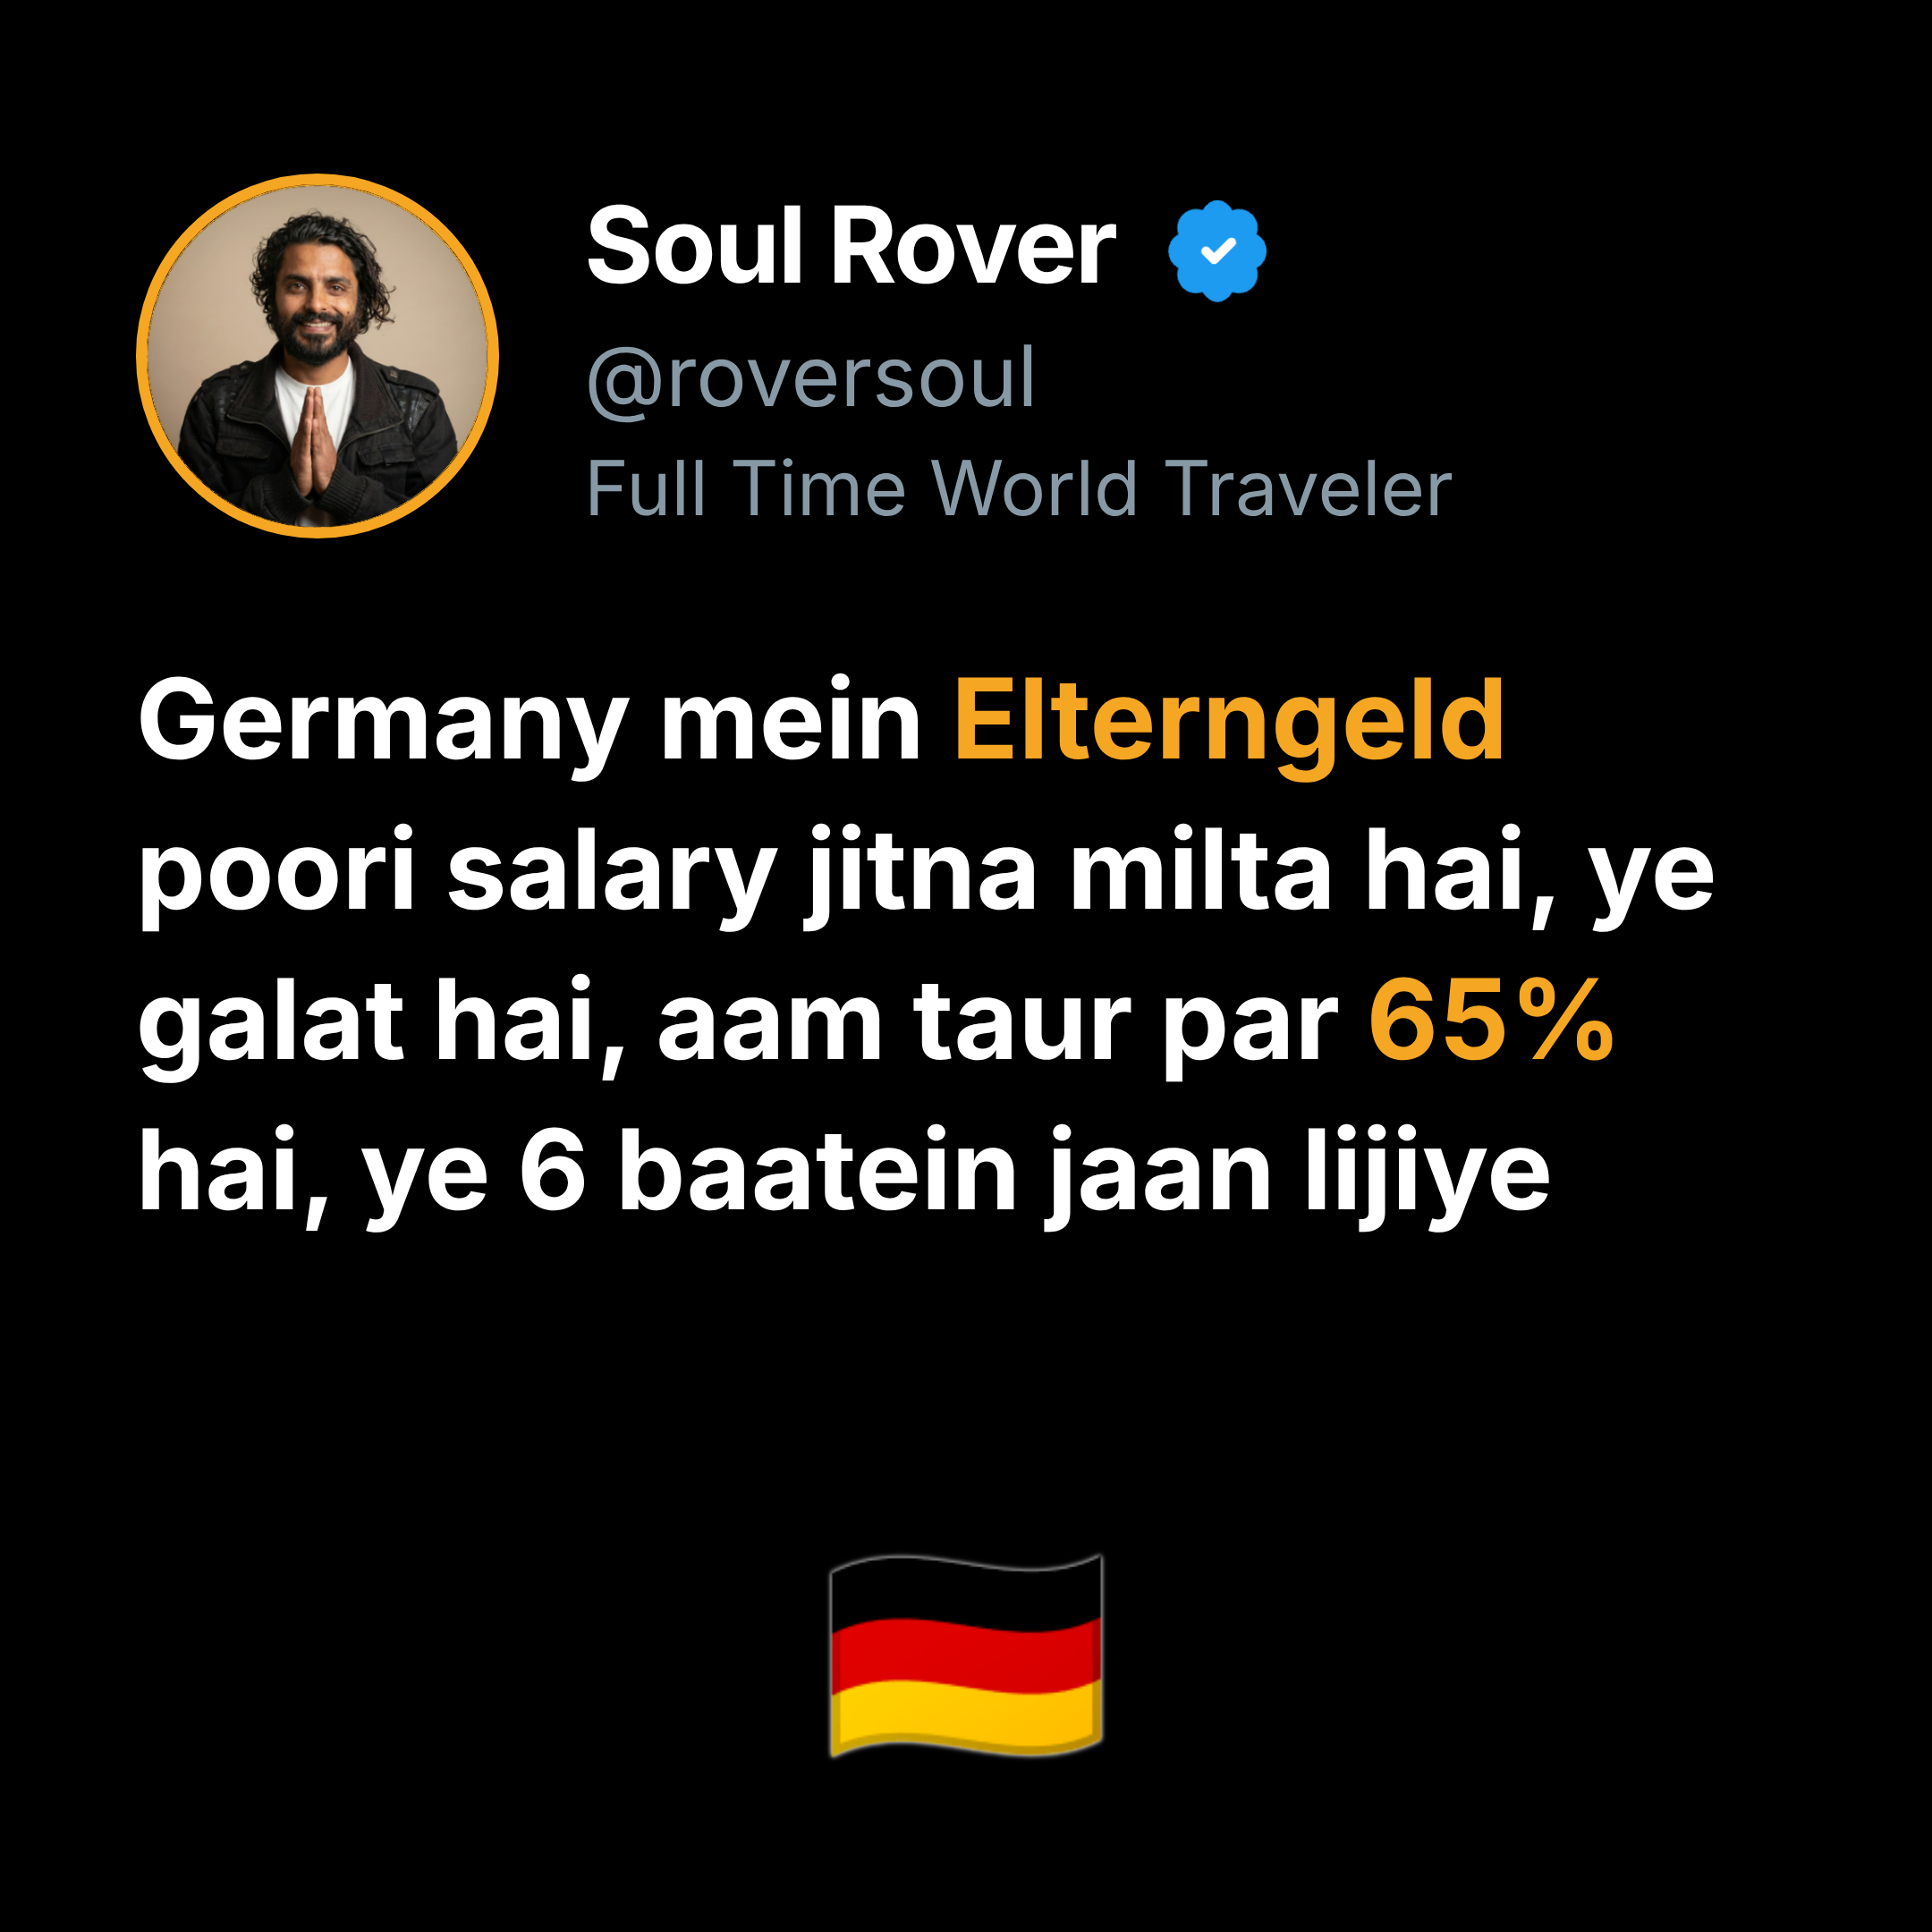 Soul Rover
@roversoul
Full Time World Traveler
Germany mein Elterngeld
poori salary jitna milta hai, ye
galat hai, aam taur par 65%
hai, ye 6 baatein jaan lijiye